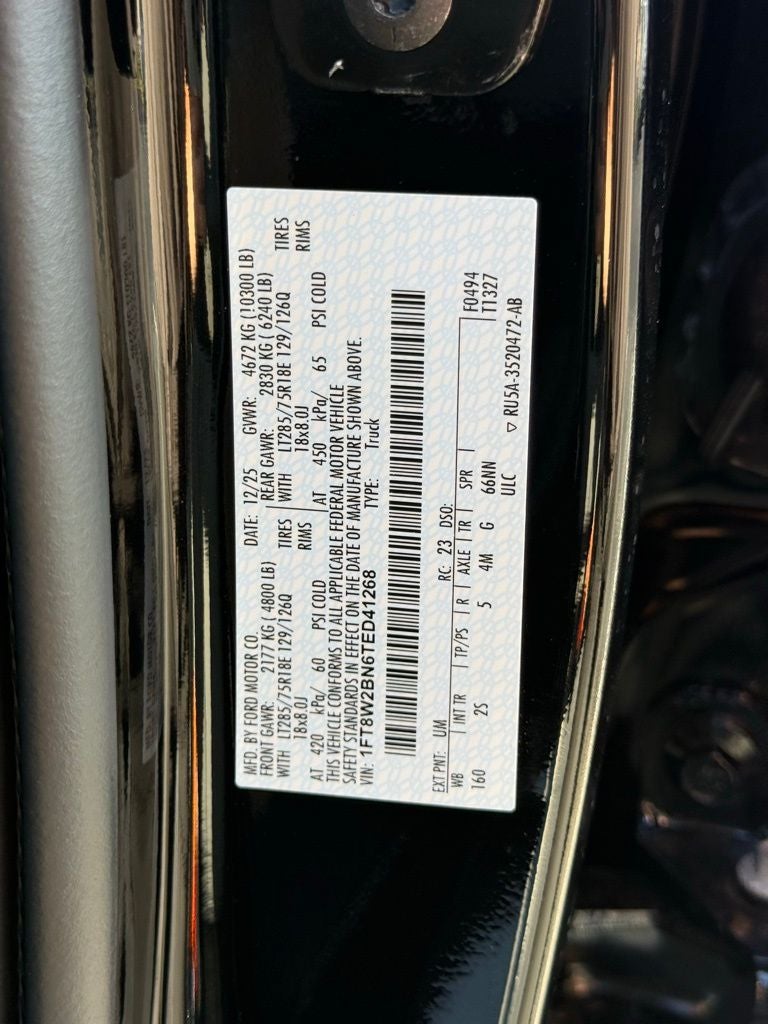 MFD. BY FORD MOTOR CO. DATE: 12/25 GVWR: 4672 KG (10300 LB)
FRONT GAWR: 2177 KG ( 4800 LB) REAR GAWR: 2830 KG ( 6240 LB)
WITH LT285/75R18E 129/126Q TIRES WITH LT285/75R18E 129/126Q TIRES
18x8.0J RIMS 18x8.0J RIMS
AT 420 kPa/ 60 PSI COLD AT 450 kPa/ 65 PSI COLD
THIS VEHICLE CONFORMS TO ALL APPLICABLE FEDERAL MOTOR VEHICLE
SAFETY STANDARDS IN EFFECT ON THE DATE OF MANUFACTURE SHOWN ABOVE.
VIN: 1FT8W2BN6TED41268 TYPE: Truck
EXT PNT: UM RC: 23 DSO:
WB INT TR TP/PS R AXLE TR SPR F0494
160 2S 5 4M G 66NN T1327
ULC ▽ RU5A-3520472-AB